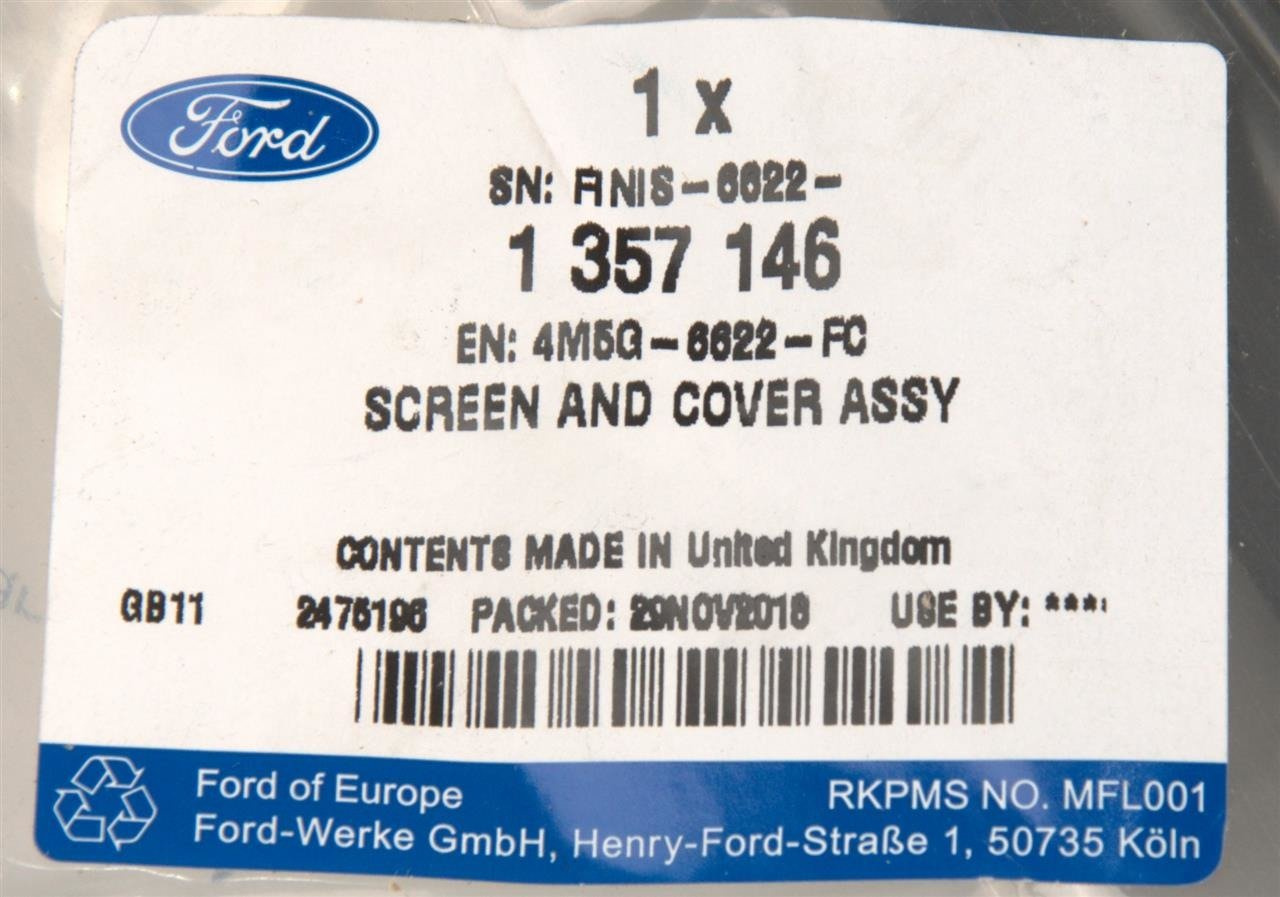 Ford
1 x
SN: FINIS-6622-
1 357 146
EN: 4M5G-6622-FC
SCREEN AND COVER ASSY
CONTENTS MADE IN United Kingdom
GB11 2475196 PACKED: 29NOV2018 USE BY: ****
Ford of Europe RKPMS NO. MFL001
Ford-Werke GmbH, Henry-Ford-Straße 1, 50735 Köln